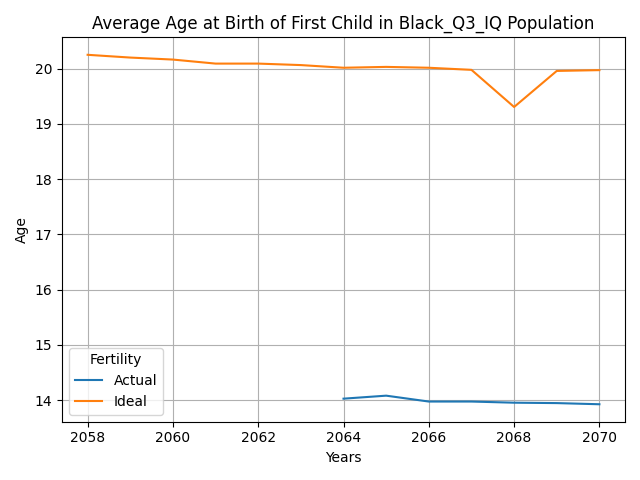 Average Age at Birth of First Child in Black_Q3_IQ Population
Age
20
19
18
17
16
15
14
Fertility
Actual
Ideal
2058 2060 2062 2064 2066 2068 2070
Years